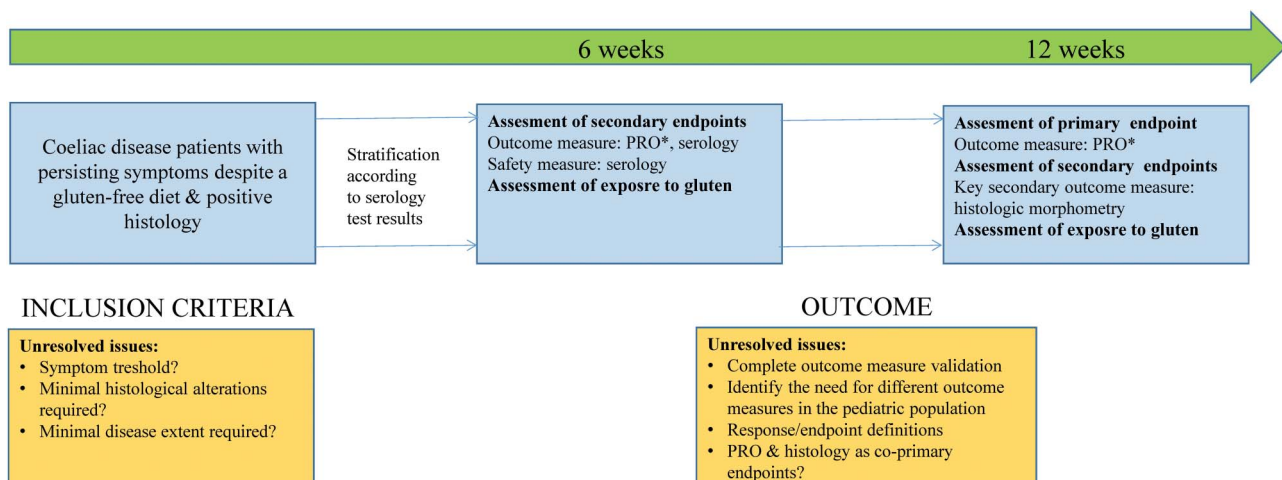 6 weeks
12 weeks
Coeliac disease patients with
persisting symptoms despite a
gluten-free diet & positive
histology
Stratification
according
to serology
test results
Assesment of secondary endpoints
Outcome measure: PRO*, serology
Safety measure: serology
Assessment of exposre to gluten
Assesment of primary endpoint
Outcome measure: PRO*
Assesment of secondary endpoints
Key secondary outcome measure:
histologic morphometry
Assessment of exposre to gluten
INCLUSION CRITERIA
Unresolved issues:
• Symptom treshold?
• Minimal histological alterations
required?
• Minimal disease extent required?
OUTCOME
Unresolved issues:
• Complete outcome measure validation
• Identify the need for different outcome
measures in the pediatric population
• Response/endpoint definitions
• PRO & histology as co-primary
endpoints?